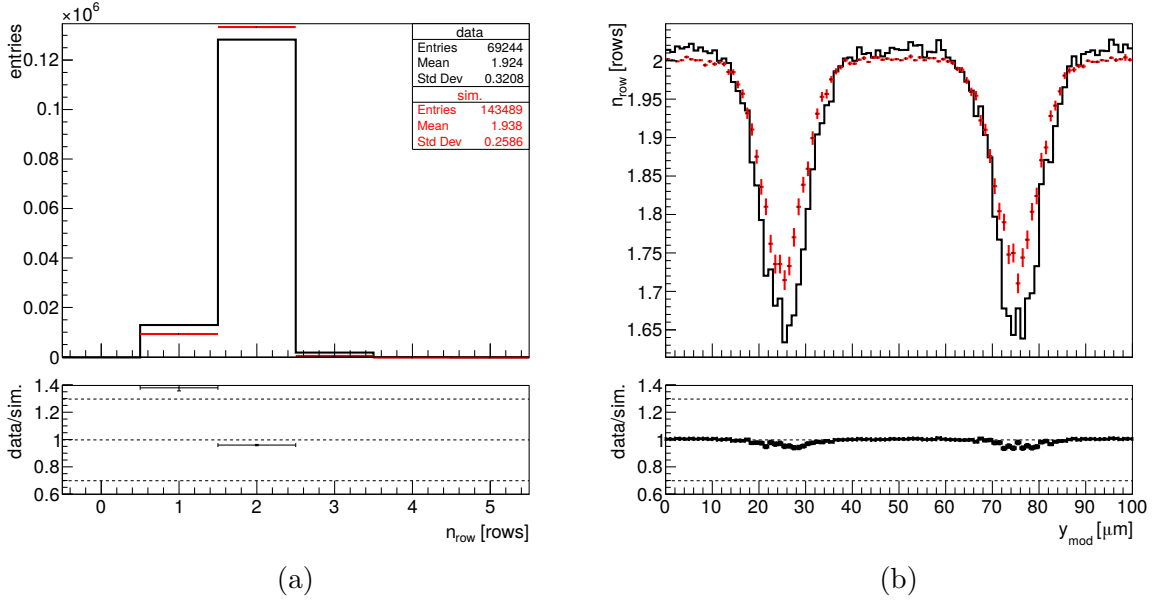 ×10⁶
entries
0.12
0.1
0.08
0.06
0.04
0.02
0
data
Entries 69244
Mean 1.924
Std Dev 0.3208
sim.
Entries 143489
Mean 1.938
Std Dev 0.2586
data/sim.
1.4
1.2
1
0.8
0.6
0 1 2 3 4 5
n_row [rows]
(a)
n_row [rows]
2
1.95
1.9
1.85
1.8
1.75
1.7
1.65
data/sim.
1.4
1.2
1
0.8
0.6
0 10 20 30 40 50 60 70 80 90 100
y_mod [μm]
(b)